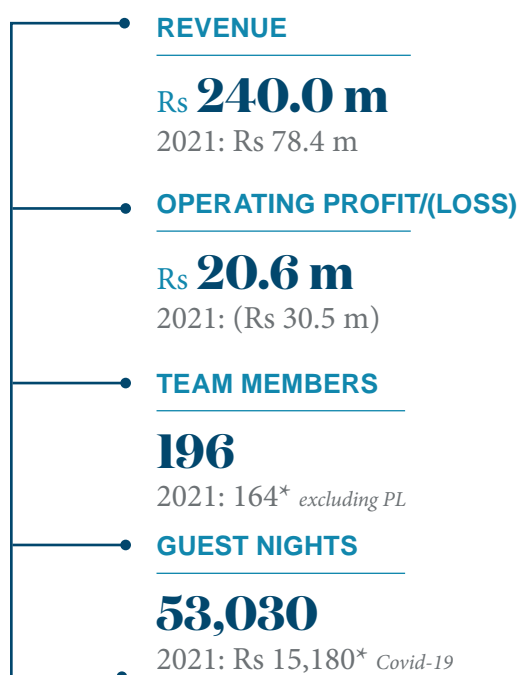 REVENUE
Rs 240.0 m
2021: Rs 78.4 m
OPERATING PROFIT/(LOSS)
Rs 20.6 m
2021: (Rs 30.5 m)
TEAM MEMBERS
196
2021: 164* excluding PL
GUEST NIGHTS
53,030
2021: Rs 15,180* Covid-19